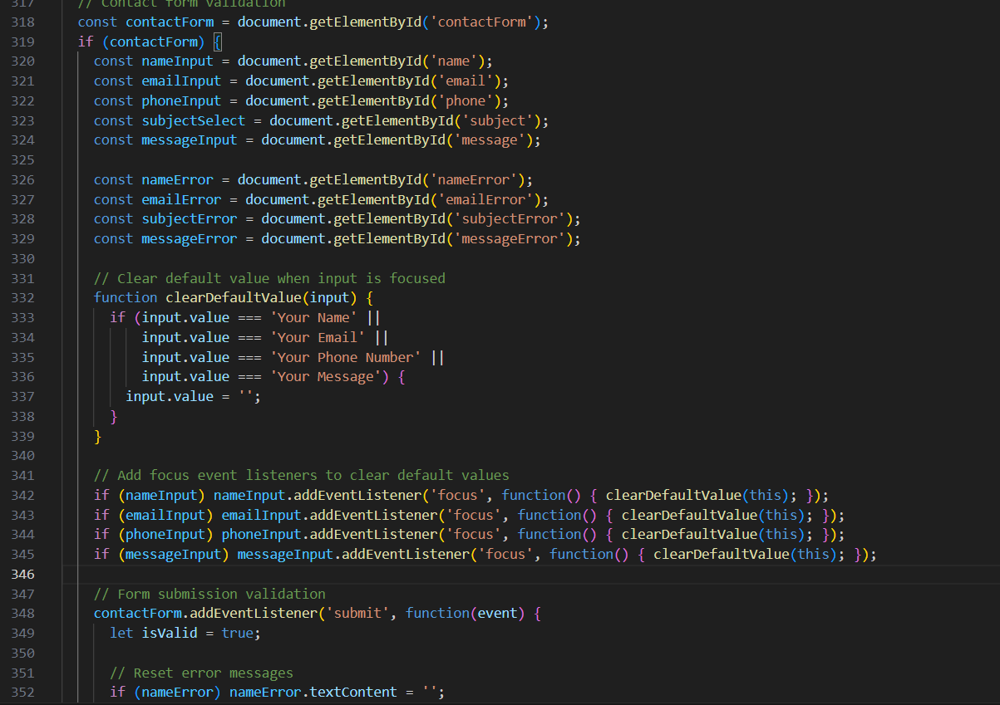 317 // Contact form validation
318 const contactForm = document.getElementById('contactForm');
319 if (contactForm) {
320   const nameInput = document.getElementById('name');
321   const emailInput = document.getElementById('email');
322   const phoneInput = document.getElementById('phone');
323   const subjectSelect = document.getElementById('subject');
324   const messageInput = document.getElementById('message');
325
326   const nameError = document.getElementById('nameError');
327   const emailError = document.getElementById('emailError');
328   const subjectError = document.getElementById('subjectError');
329   const messageError = document.getElementById('messageError');
330
331   // Clear default value when input is focused
332   function clearDefaultValue(input) {
333     if (input.value === 'Your Name' ||
334         input.value === 'Your Email' ||
335         input.value === 'Your Phone Number' ||
336         input.value === 'Your Message') {
337       input.value = '';
338     }
339   }
340
341   // Add focus event listeners to clear default values
342   if (nameInput) nameInput.addEventListener('focus', function() { clearDefaultValue(this); });
343   if (emailInput) emailInput.addEventListener('focus', function() { clearDefaultValue(this); });
344   if (phoneInput) phoneInput.addEventListener('focus', function() { clearDefaultValue(this); });
345   if (messageInput) messageInput.addEventListener('focus', function() { clearDefaultValue(this); });
346
347   // Form submission validation
348   contactForm.addEventListener('submit', function(event) {
349     let isValid = true;
350
351     // Reset error messages
352     if (nameError) nameError.textContent = '';